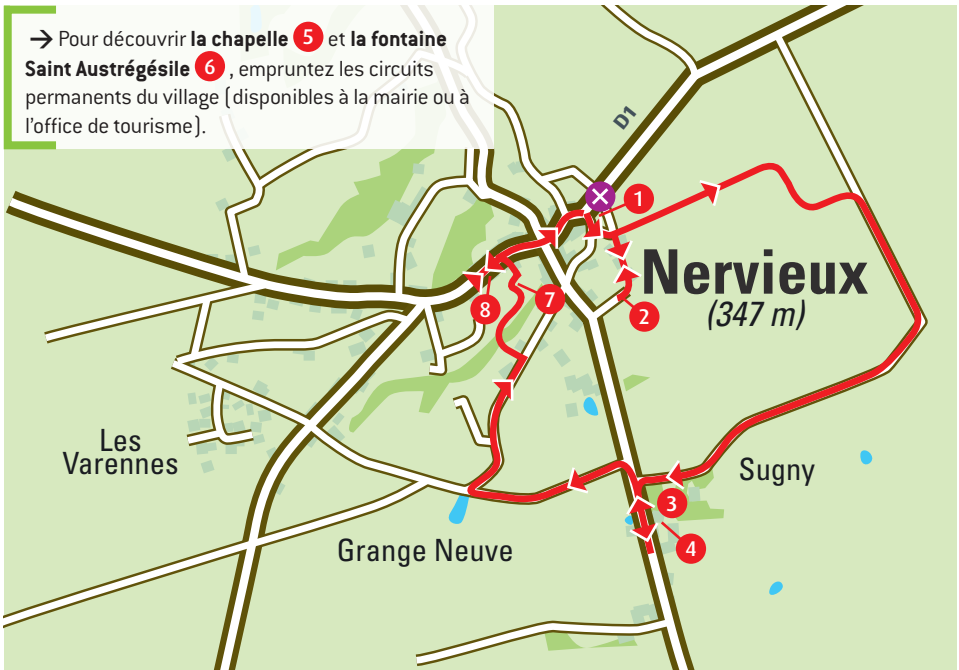 → Pour découvrir la chapelle 5 et la fontaine
Saint Austrégésile 6 , empruntez les circuits
permanents du village (disponibles à la mairie ou à
l'office de tourisme).
D1
1
Nervieux
(347 m)
2
7
8
Les
Varennes
Sugny
3
Grange Neuve
4